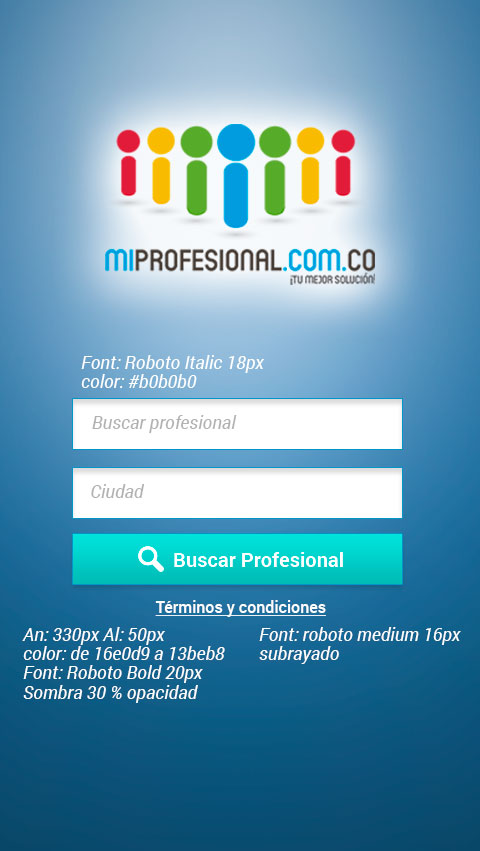 MIPROFESIONAL.COM.CO
¡TU MEJOR SOLUCIÓN!
Font: Roboto Italic 18px
color: #b0b0b0
Buscar profesional
Ciudad
Buscar Profesional
Términos y condiciones
An: 330px Al: 50px
color: de 16e0d9 a 13beb8
Font: Roboto Bold 20px
Sombra 30 % opacidad
Font: roboto medium 16px
subrayado